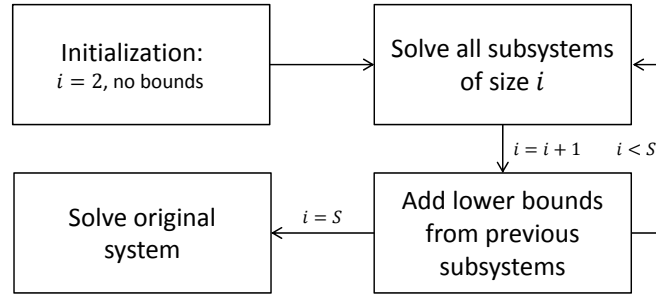 Initialization:
i = 2, no bounds
Solve all subsystems
of size i
i = i + 1
i < S
Solve original
system
i = S
Add lower bounds
from previous
subsystems